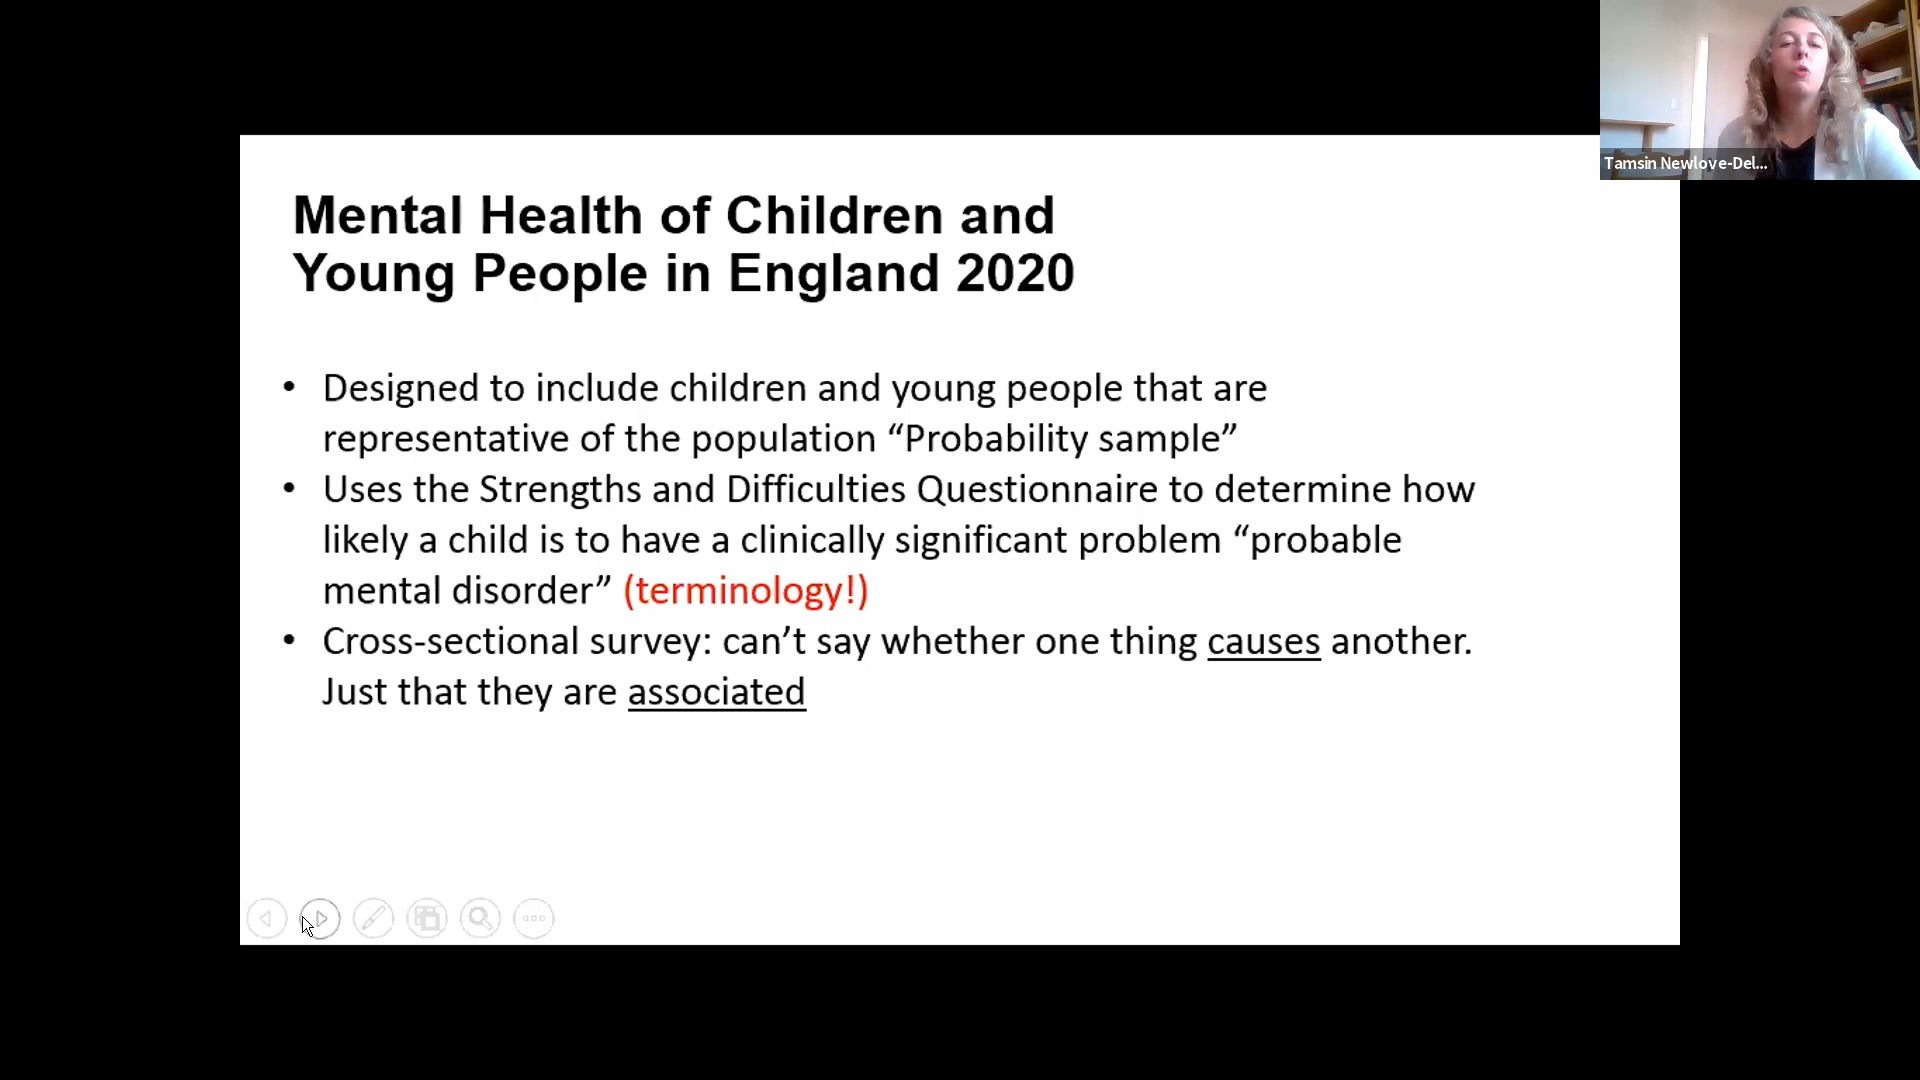 Tamsin Newlove-Del...
Mental Health of Children and
Young People in England 2020
• Designed to include children and young people that are
representative of the population “Probability sample”
• Uses the Strengths and Difficulties Questionnaire to determine how
likely a child is to have a clinically significant problem “probable
mental disorder” (terminology!)
• Cross-sectional survey: can’t say whether one thing causes another.
Just that they are associated